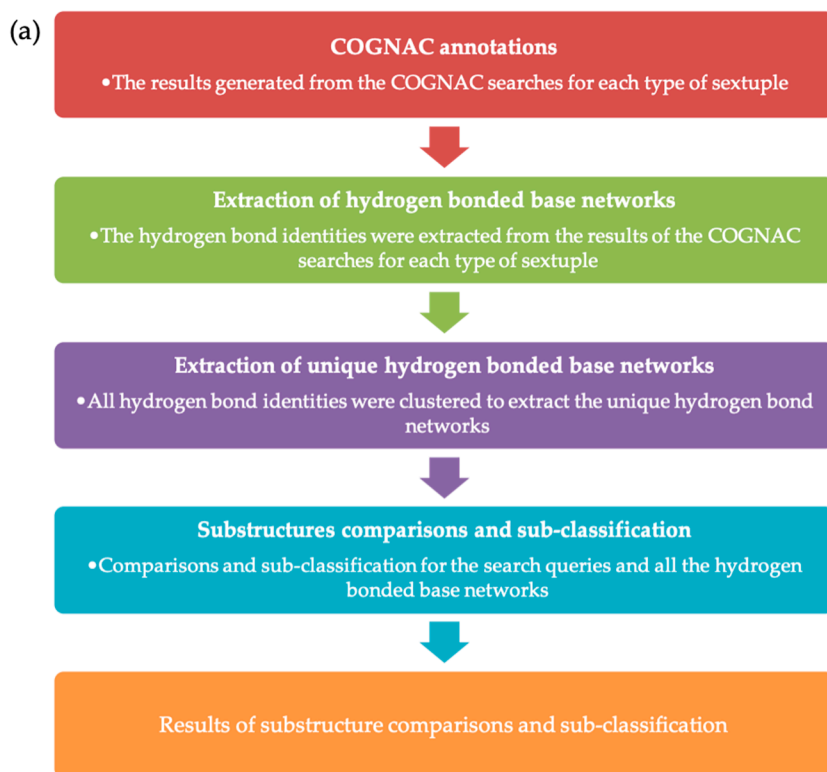 (a)
COGNAC annotations
•The results generated from the COGNAC searches for each type of sextuple
Extraction of hydrogen bonded base networks
•The hydrogen bond identities were extracted from the results of the COGNAC
searches for each type of sextuple
Extraction of unique hydrogen bonded base networks
•All hydrogen bond identities were clustered to extract the unique hydrogen bond
networks
Substructures comparisons and sub-classification
•Comparisons and sub-classification for the search queries and all the hydrogen
bonded base networks
Results of substructure comparisons and sub-classification